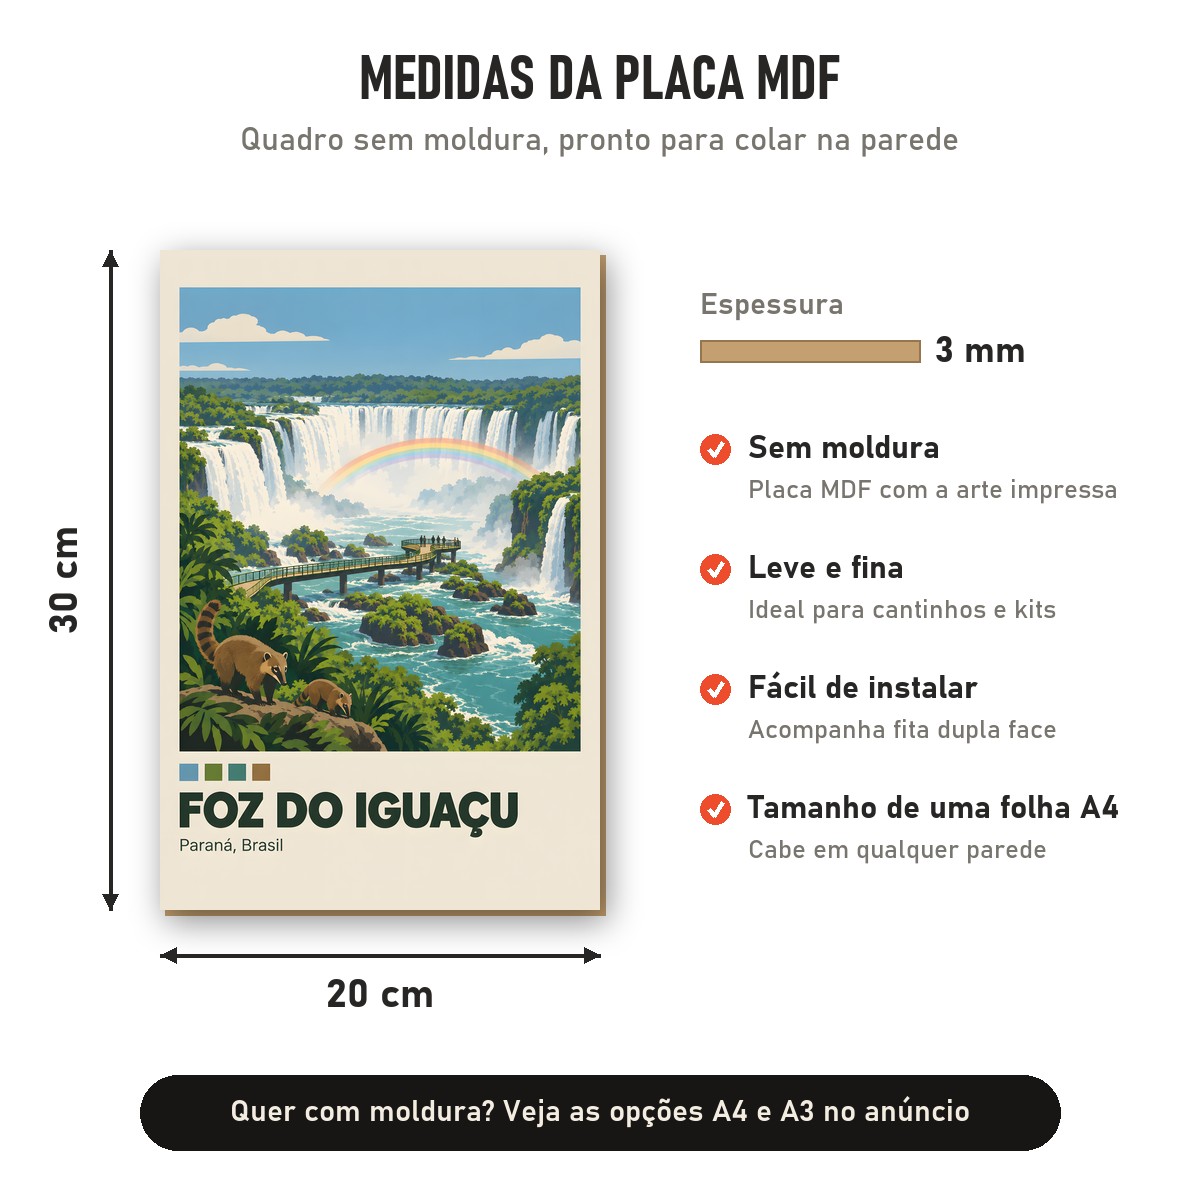 MEDIDAS DA PLACA MDF
Quadro sem moldura, pronto para colar na parede
30 cm
FOZ DO IGUAÇU
Paraná, Brasil
20 cm
Espessura
3 mm
Sem moldura
Placa MDF com a arte impressa
Leve e fina
Ideal para cantinhos e kits
Fácil de instalar
Acompanha fita dupla face
Tamanho de uma folha A4
Cabe em qualquer parede
Quer com moldura? Veja as opções A4 e A3 no anúncio